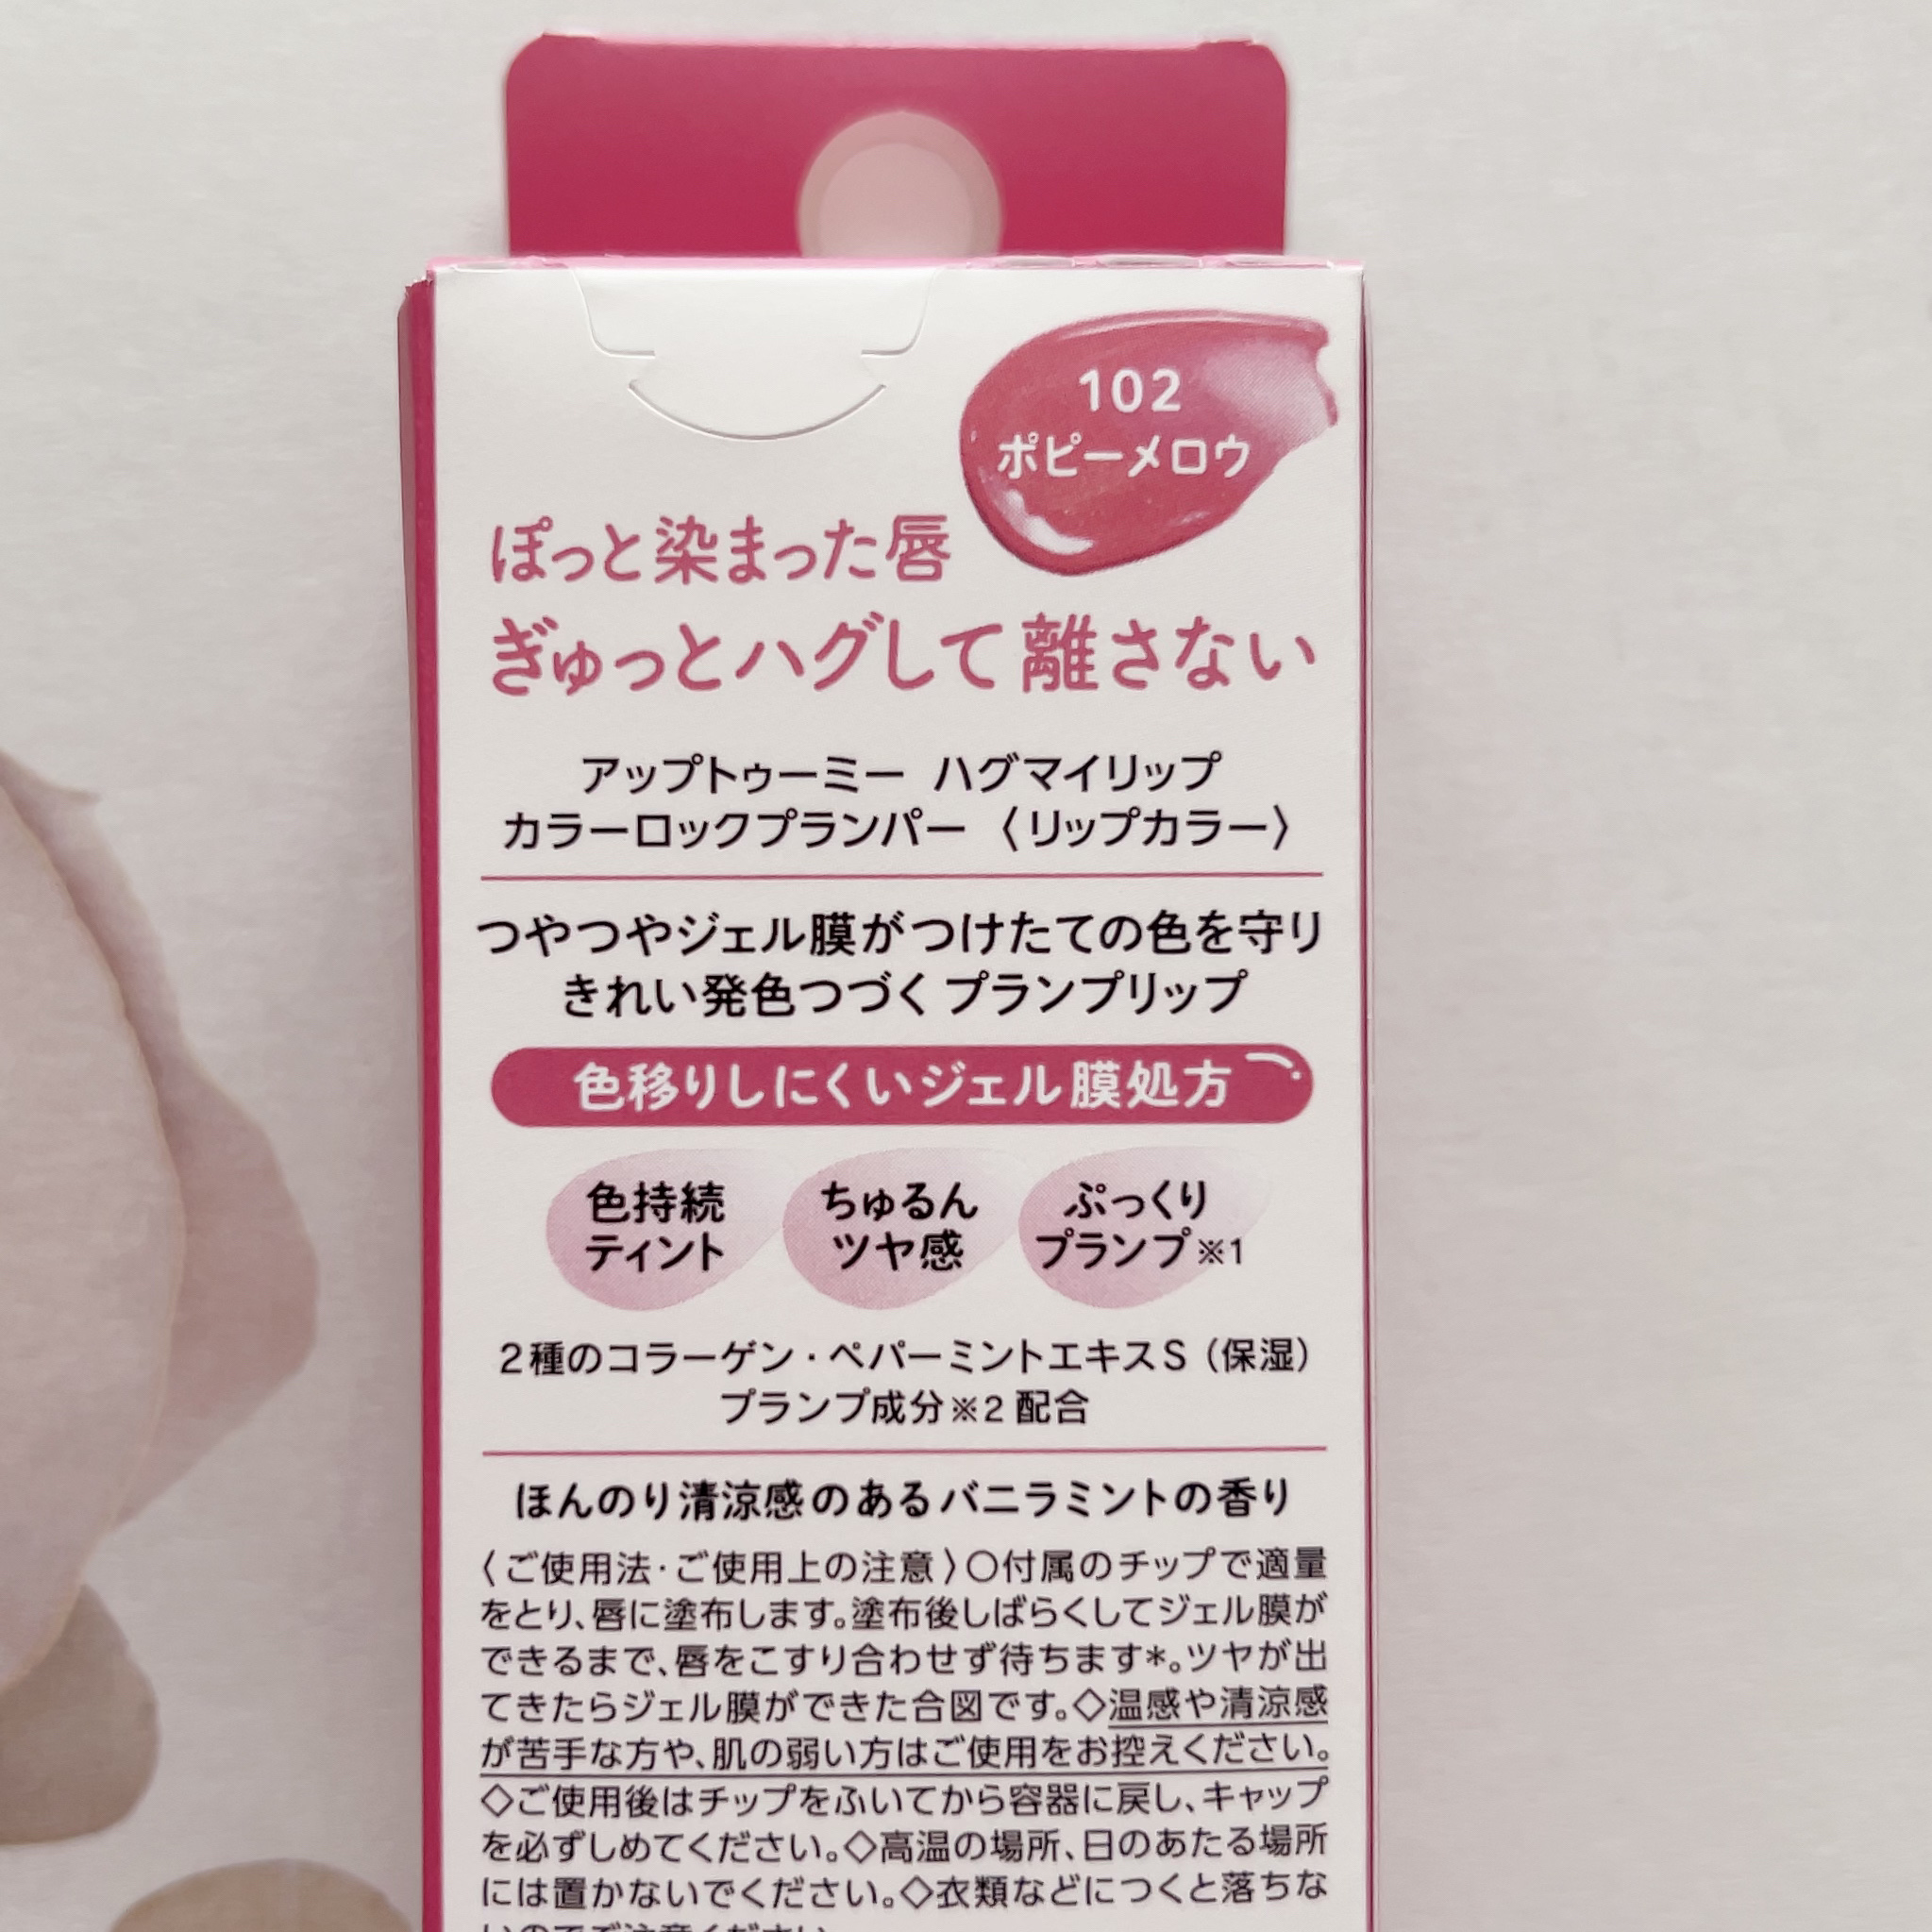 102
ポピーメロウ
ぽっと染まった唇
ぎゅっとハグして離さない
アップトゥーミー ハグマイリップ
カラーロックプランパー 〈リップカラー〉
つやつやジェル膜がつけたての色を守り
きれい発色つづくプランプリップ
色移りしにくいジェル膜処方
色持続
ティント
ちゅるん
ツヤ感
ぷっくり
プランプ※1
2種のコラーゲン・ペパーミントエキスS（保湿）
プランプ成分※2 配合
ほんのり清涼感のあるバニラミントの香り
〈ご使用法・ご使用上の注意〉○付属のチップで適量
をとり、唇に塗布します。塗布後しばらくしてジェル膜が
できるまで、唇をこすり合わせず待ちます*。ツヤが出
てきたらジェル膜ができた合図です。◇温感や清涼感
が苦手な方や、肌の弱い方はご使用をお控えください。
◇ご使用後はチップをふいてから容器に戻し、キャップ
を必ずしめてください。◇高温の場所、日のあたる場所
には置かないでください。◇衣類などにつくと落ちな
いのでご注意ください。